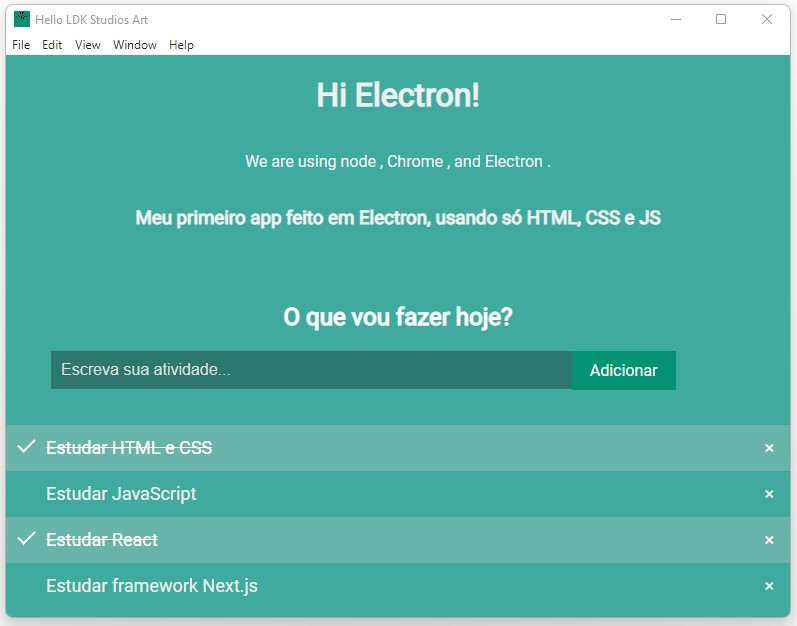 Hello LDK Studios Art
File Edit View Window Help
Hi Electron!
We are using node , Chrome , and Electron .
Meu primeiro app feito em Electron, usando só HTML, CSS e JS
O que vou fazer hoje?
Escreva sua atividade... Adicionar
Estudar HTML e CSS ×
Estudar JavaScript ×
Estudar React ×
Estudar framework Next.js ×